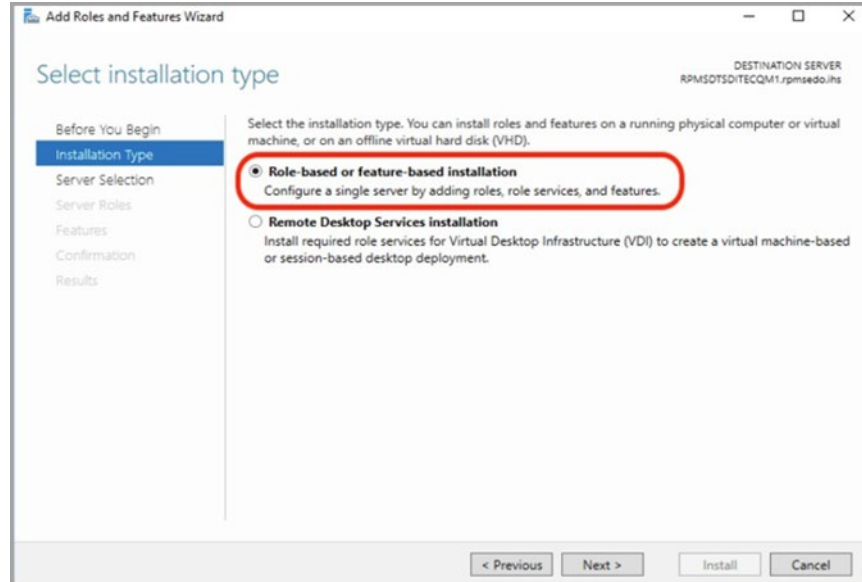 Add Roles and Features Wizard
Select installation type
DESTINATION SERVER
RPMSDTSDITECQM1.rpmsedo.ihs
Before You Begin
Installation Type
Server Selection
Server Roles
Features
Confirmation
Results
Select the installation type. You can install roles and features on a running physical computer or virtual
machine, or on an offline virtual hard disk (VHD).
Role-based or feature-based installation
Configure a single server by adding roles, role services, and features.
Remote Desktop Services installation
Install required role services for Virtual Desktop Infrastructure (VDI) to create a virtual machine-based
or session-based desktop deployment.
< Previous
Next >
Install
Cancel